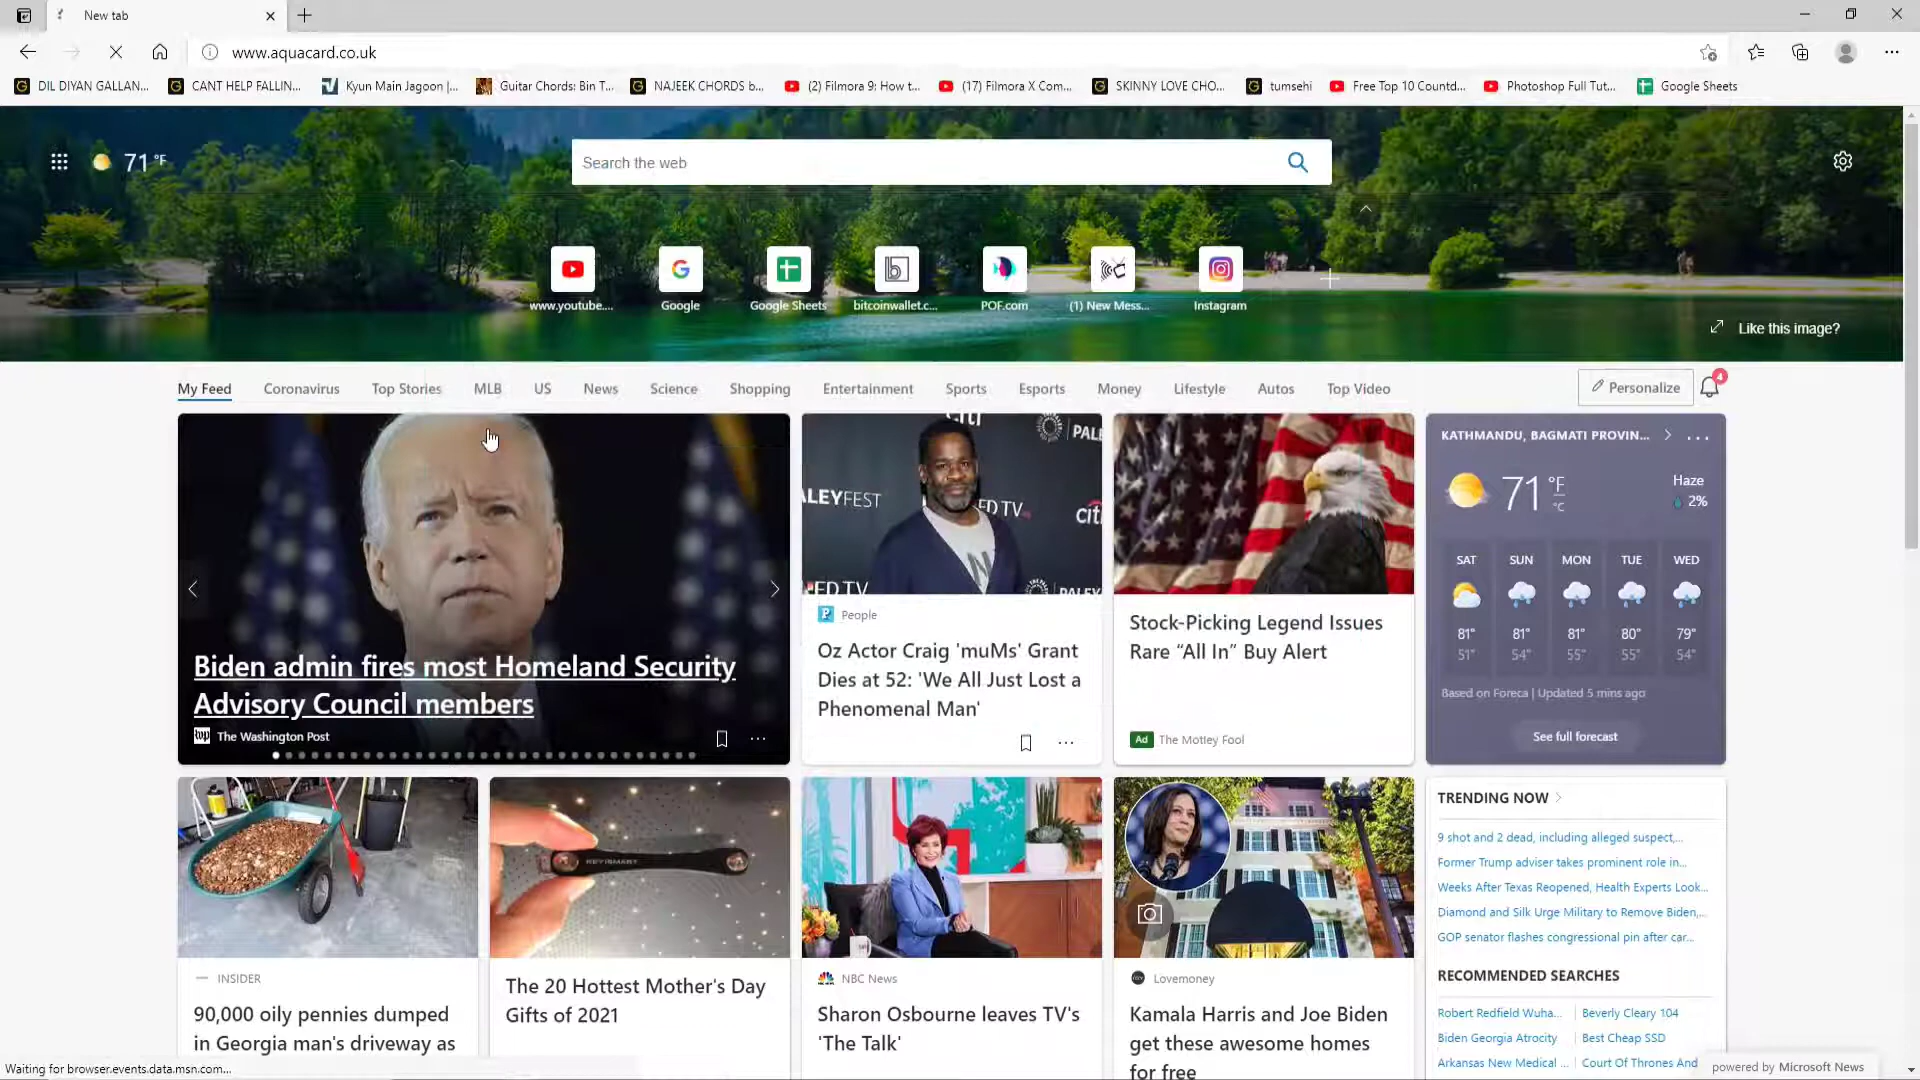 New tab
www.aquacard.co.uk
DIL DIYAN GALLAN...
CANT HELP FALLIN...
Kyun Main Jagoon |...
Guitar Chords: Bin T...
NAJEEK CHORDS b...
(2) Filmora 9: How t...
(17) Filmora X Com...
SKINNY LOVE CHO...
tumsehi
Free Top 10 Countd...
Photoshop Full Tut...
Google Sheets
71 °F
Search the web
www.youtube....
Google
Google Sheets
bitcoinwallet.c...
POF.com
(1) New Mess...
Instagram
Like this image?
My Feed
Coronavirus
Top Stories
MLB
US
News
Science
Shopping
Entertainment
Sports
Esports
Money
Lifestyle
Autos
Top Video
Personalize
4
Biden admin fires most Homeland Security
Advisory Council members
The Washington Post
PALEYFEST
People
Oz Actor Craig 'muMs' Grant
Dies at 52: 'We All Just Lost a
Phenomenal Man'
Stock-Picking Legend Issues
Rare “All In” Buy Alert
Ad The Motley Fool
KATHMANDU, BAGMATI PROVIN...
71 °F
°C
Haze
2%
SAT SUN MON TUE WED
81° 81° 81° 80° 79°
51° 54° 55° 55° 54°
Based on Foreca | Updated 5 mins ago
See full forecast
INSIDER
90,000 oily pennies dumped
in Georgia man's driveway as
KEYSMART
The 20 Hottest Mother's Day
Gifts of 2021
NBC News
Sharon Osbourne leaves TV's
'The Talk'
Lovemoney
Kamala Harris and Joe Biden
get these awesome homes
for free
TRENDING NOW
9 shot and 2 dead, including alleged suspect,...
Former Trump adviser takes prominent role in...
Weeks After Texas Reopened, Health Experts Look...
Diamond and Silk Urge Military to Remove Biden,...
GOP senator flashes congressional pin after car...
RECOMMENDED SEARCHES
Robert Redfield Wuha...
Beverly Cleary 104
Biden Georgia Atrocity
Best Cheap SSD
Arkansas New Medical ...
Court Of Thrones And
powered by Microsoft News
Waiting for browser.events.data.msn.com...